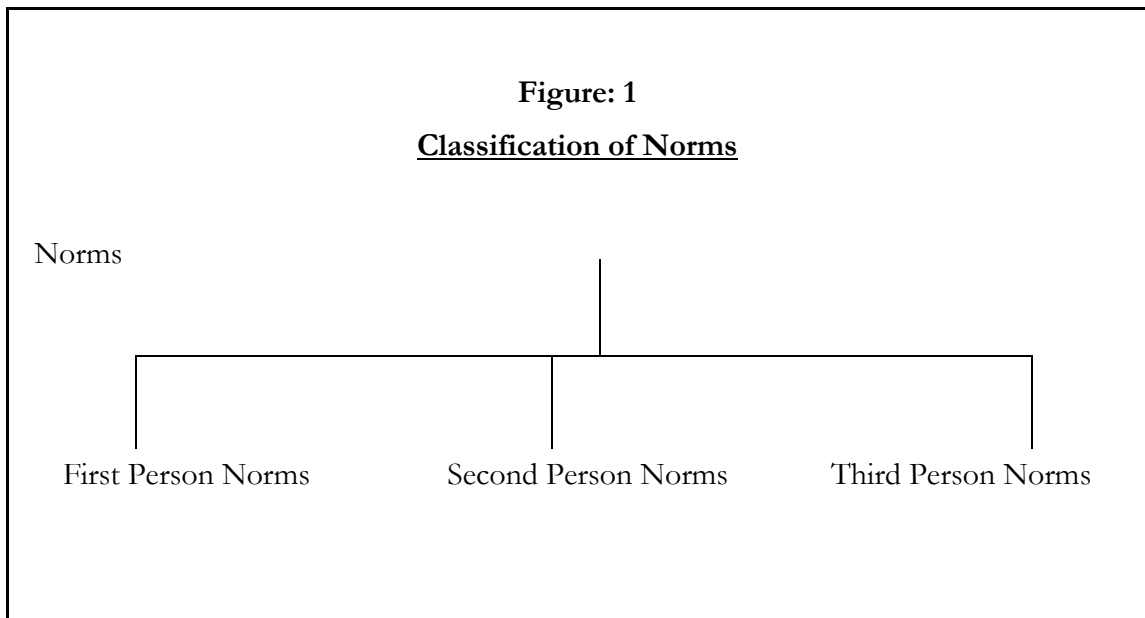 Figure: 1
Classification of Norms
Norms
First Person Norms Second Person Norms Third Person Norms